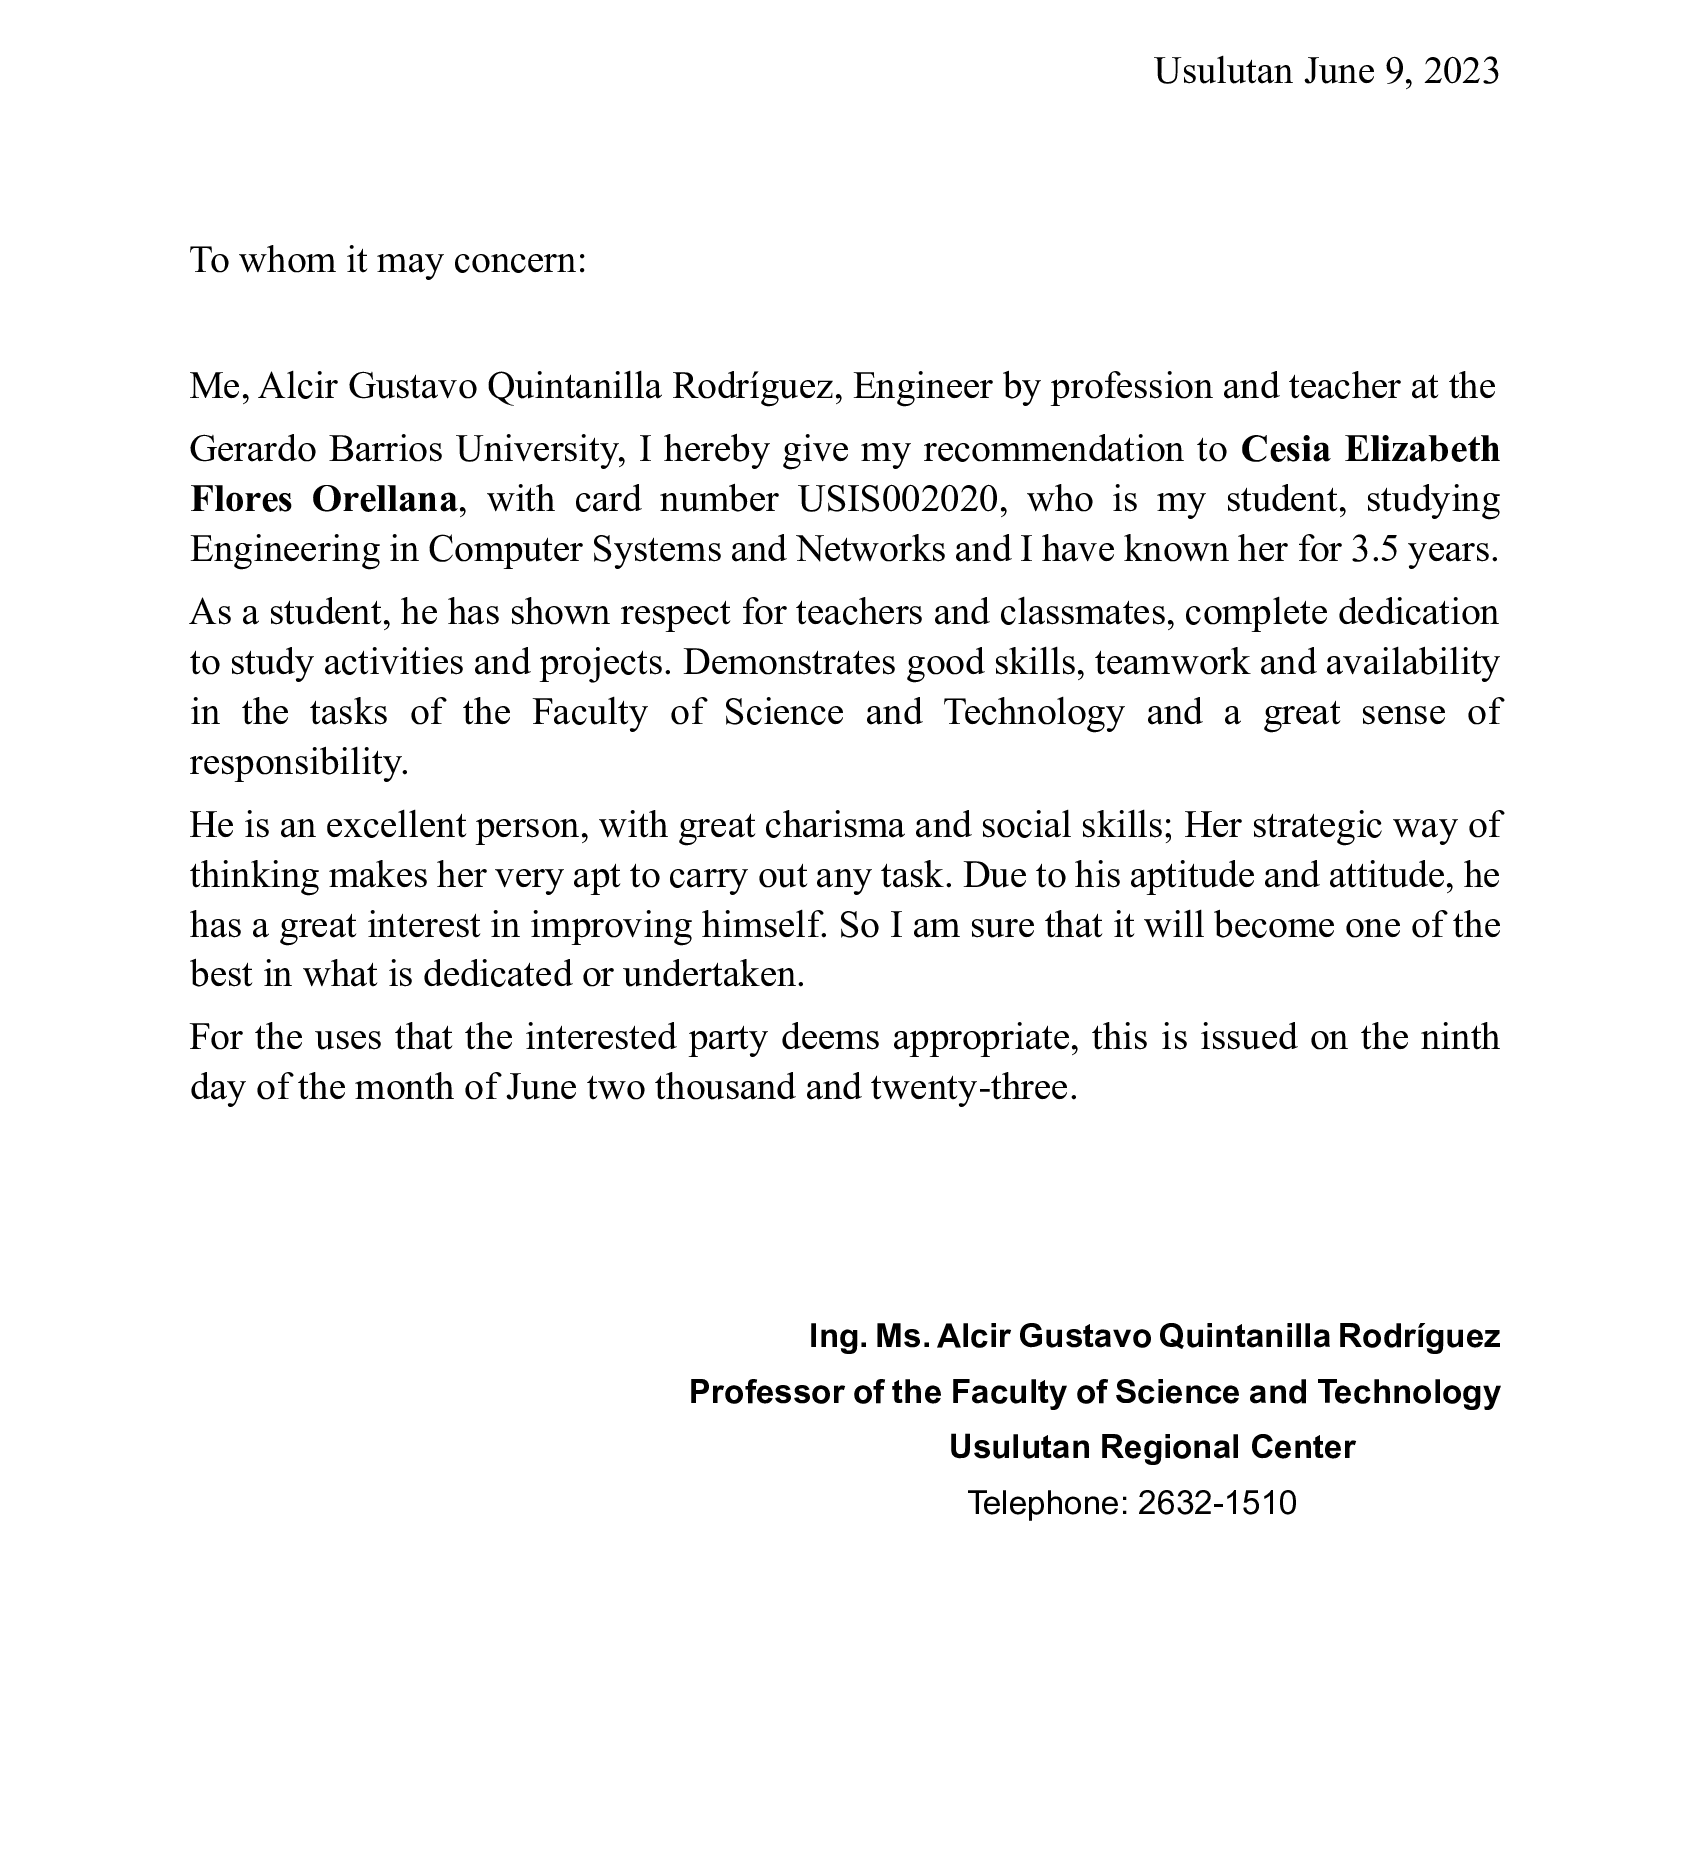 Usulutan June 9, 2023
To whom it may concern:
Me, Alcir Gustavo Quintanilla Rodríguez, Engineer by profession and teacher at the
Gerardo Barrios University, I hereby give my recommendation to Cesia Elizabeth
Flores Orellana, with card number USIS002020, who is my student, studying
Engineering in Computer Systems and Networks and I have known her for 3.5 years.
As a student, he has shown respect for teachers and classmates, complete dedication
to study activities and projects. Demonstrates good skills, teamwork and availability
in the tasks of the Faculty of Science and Technology and a great sense of
responsibility.
He is an excellent person, with great charisma and social skills; Her strategic way of
thinking makes her very apt to carry out any task. Due to his aptitude and attitude, he
has a great interest in improving himself. So I am sure that it will become one of the
best in what is dedicated or undertaken.
For the uses that the interested party deems appropriate, this is issued on the ninth
day of the month of June two thousand and twenty-three.
Ing. Ms. Alcir Gustavo Quintanilla Rodríguez
Professor of the Faculty of Science and Technology
Usulutan Regional Center
Telephone: 2632-1510